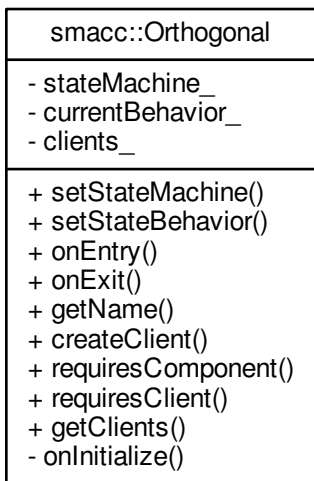 smacc::Orthogonal
- stateMachine_
- currentBehavior_
- clients_
+ setStateMachine()
+ setStateBehavior()
+ onEntry()
+ onExit()
+ getName()
+ createClient()
+ requiresComponent()
+ requiresClient()
+ getClients()
- onInitialize()